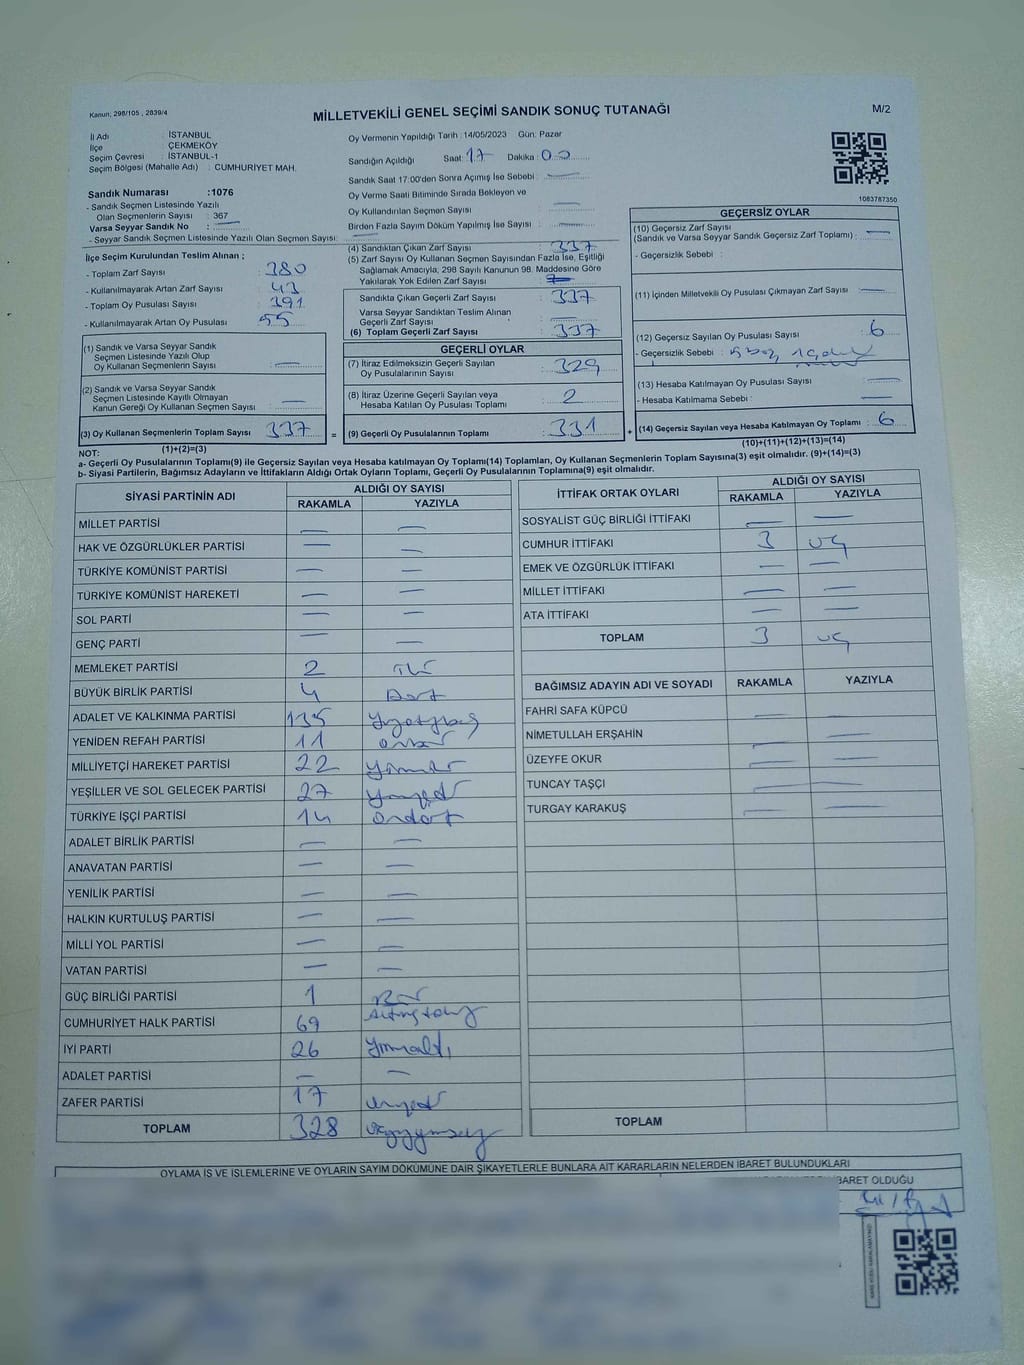 Kanun, 298/105 , 2839/4
MİLLETVEKİLİ GENEL SEÇİMİ SANDIK SONUÇ TUTANAĞI
M/2
İl Adı : İSTANBUL
İlçe : ÇEKMEKÖY
Seçim Çevresi : İSTANBUL-1
Seçim Bölgesi (Mahalle Adı) : CUMHURİYET MAH.
Sandık Numarası :1076
- Sandık Seçmen Listesinde Yazılı
Olan Seçmenlerin Sayısı : 367
Varsa Seyyar Sandık No : —
- Seyyar Sandık Seçmen Listesinde Yazılı Olan Seçmen Sayısı:
Oy Vermenin Yapıldığı Tarih : 14/05/2023 Gün: Pazar
Sandığın Açıldığı Saat: 17 Dakika : 00
Sandık Saat 17:00'den Sonra Açımış İse Sebebi : —
Oy Verme Saati Bitiminde Sırada Bekleyen ve
Oy Kullandırılan Seçmen Sayısı —
Birden Fazla Sayım Döküm Yapılmış İse Sayısı : —
1083787350
İlçe Seçim Kurulundan Teslim Alınan ;
- Toplam Zarf Sayısı : 380
- Kullanılmayarak Artan Zarf Sayısı : 43
- Toplam Oy Pusulası Sayısı : 391
- Kullanılmayarak Artan Oy Pusulası : 55
(1) Sandık ve Varsa Seyyar Sandık
Seçmen Listesinde Yazılı Olup
Oy Kullanan Seçmenlerin Sayısı : —
(2) Sandık ve Varsa Seyyar Sandık
Seçmen Listesinde Kayıtlı Olmayan
Kanun Gereği Oy Kullanan Seçmen Sayısı : —
(3) Oy Kullanan Seçmenlerin Toplam Sayısı : 337
(1)+(2)=(3)
(4) Sandıktan Çıkan Zarf Sayısı : 337
(5) Zarf Sayısı Oy Kullanan Seçmen Sayısından Fazla İse, Eşitliği
Sağlamak Amacıyla, 298 Sayılı Kanunun 98. Maddesine Göre
Yakılarak Yok Edilen Zarf Sayısı :
Sandıkta Çıkan Geçerli Zarf Sayısı : 337
Varsa Seyyar Sandıktan Teslim Alınan
Geçerli Zarf Sayısı : —
(6) Toplam Geçerli Zarf Sayısı : 337
GEÇERLİ OYLAR
(7) İtiraz Edilmeksizin Geçerli Sayılan
Oy Pusulalarının Sayısı : 329
(8) İtiraz Üzerine Geçerli Sayılan veya
Hesaba Katılan Oy Pusulası Toplamı : 2
= (9) Geçerli Oy Pusulalarının Toplamı : 331
GEÇERSİZ OYLAR
(10) Geçersiz Zarf Sayısı
(Sandık ve Varsa Seyyar Sandık Geçersiz Zarf Toplamı) : —
- Geçersizlik Sebebi :
(11) İçinden Milletvekili Oy Pusulası Çıkmayan Zarf Sayısı : —
(12) Geçersiz Sayılan Oy Pusulası Sayısı : 6
- Geçersizlik Sebebi :
(13) Hesaba Katılmayan Oy Pusulası Sayısı : —
- Hesaba Katılmama Sebebi : —
+ (14) Geçersiz Sayılan veya Hesaba Katılmayan Oy Toplamı : 6
(10)+(11)+(12)+(13)=(14)
NOT:
a- Geçerli Oy Pusulalarının Toplamı(9) ile Geçersiz Sayılan veya Hesaba katılmayan Oy Toplamı(14) Toplamları, Oy Kullanan Seçmenlerin Toplam Sayısına(3) eşit olmalıdır. (9)+(14)=(3)
b- Siyasi Partilerin, Bağımsız Adayların ve İttifakların Aldığı Ortak Oyların Toplamı, Geçerli Oy Pusulalarının Toplamına(9) eşit olmalıdır.
SİYASİ PARTİNİN ADI
ALDIĞI OY SAYISI
RAKAMLA YAZIYLA
MİLLET PARTİSİ — —
HAK VE ÖZGÜRLÜKLER PARTİSİ — —
TÜRKİYE KOMÜNİST PARTİSİ — —
TÜRKİYE KOMÜNİST HAREKETİ — —
SOL PARTİ — —
GENÇ PARTİ — —
MEMLEKET PARTİSİ 2 iki
BÜYÜK BİRLİK PARTİSİ 4 Dört
ADALET VE KALKINMA PARTİSİ 135
YENİDEN REFAH PARTİSİ 11 onbir
MİLLİYETÇİ HAREKET PARTİSİ 22 yirmiiki
YEŞİLLER VE SOL GELECEK PARTİSİ 27 yirmiyedi
TÜRKİYE İŞÇİ PARTİSİ 14 ondört
ADALET BİRLİK PARTİSİ — —
ANAVATAN PARTİSİ — —
YENİLİK PARTİSİ — —
HALKIN KURTULUŞ PARTİSİ — —
MİLLİ YOL PARTİSİ — —
VATAN PARTİSİ — —
GÜÇ BİRLİĞİ PARTİSİ 1 Bir
CUMHURİYET HALK PARTİSİ 69 altmışdokuz
İYİ PARTİ 26 yirmialtı
ADALET PARTİSİ — —
ZAFER PARTİSİ 17 onyedi
TOPLAM 328 üçyüzyirmisekiz
İTTİFAK ORTAK OYLARI
ALDIĞI OY SAYISI
RAKAMLA YAZIYLA
SOSYALİST GÜÇ BİRLİĞİ İTTİFAKI — —
CUMHUR İTTİFAKI 3 üç
EMEK VE ÖZGÜRLÜK İTTİFAKI — —
MİLLET İTTİFAKI — —
ATA İTTİFAKI — —
TOPLAM 3 üç
BAĞIMSIZ ADAYIN ADI VE SOYADI RAKAMLA YAZIYLA
FAHRİ SAFA KÜPCÜ — —
NİMETULLAH ERŞAHİN — —
ÜZEYFE OKUR — —
TUNCAY TAŞÇI — —
TURGAY KARAKUŞ — —
TOPLAM
OYLAMA İŞ VE İŞLEMLERİNE VE OYLARIN SAYIM DÖKÜMÜNE DAİR ŞİKAYETLERLE BUNLARA AİT KARARLARIN NELERDEN İBARET BULUNDUKLARI
BARET OLDUĞU